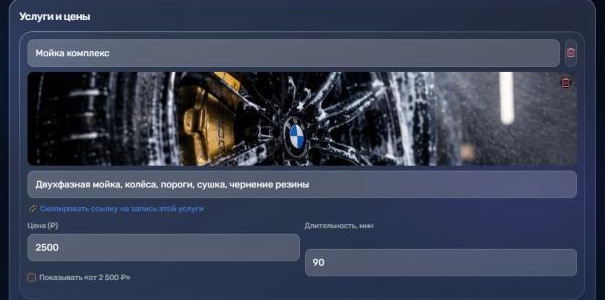 Услуги и цены
Мойка комплекс
Двухфазная мойка, колёса, пороги, сушка, чернение резины
Скопировать ссылку на запись этой услуги
Цена (₽)
Длительность, мин
2500
90
Показывать «от 2 500 ₽»